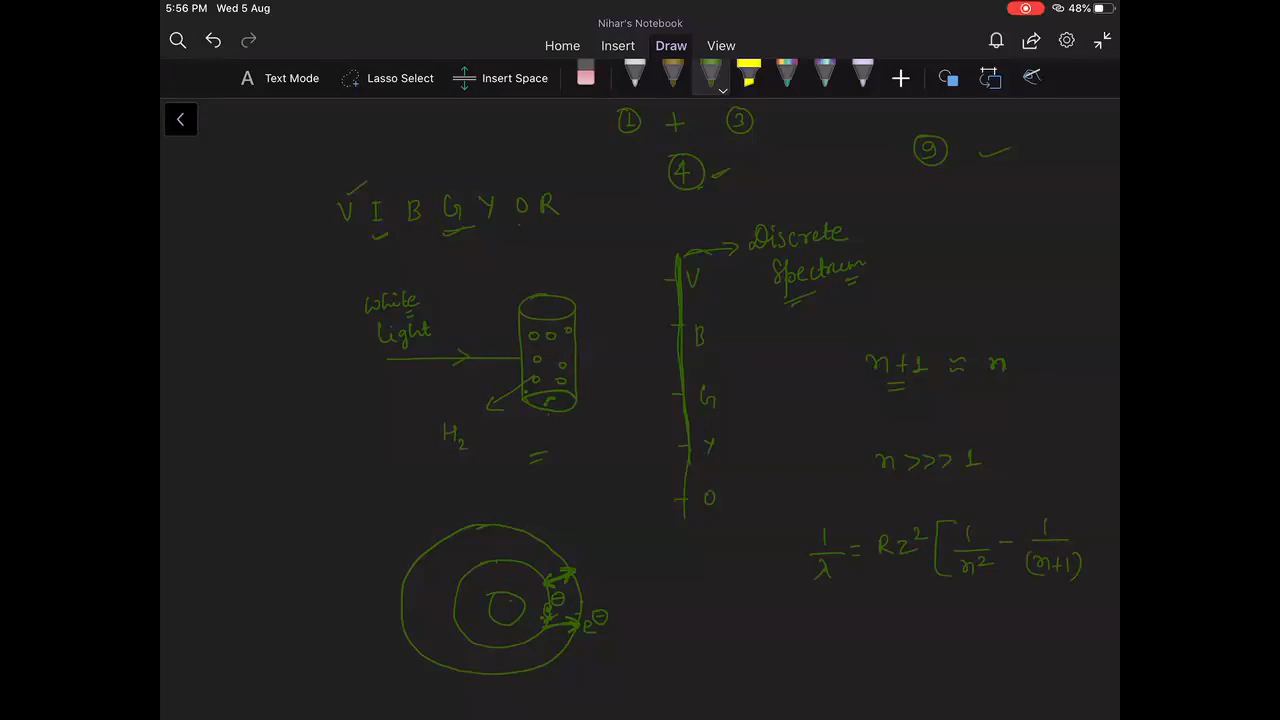 5:56 PM Wed 5 Aug
48%
Nihar's Notebook
Home Insert Draw View
A Text Mode Lasso Select Insert Space
① + ③
④
⑨
V I B G Y O R
Discrete
Spectrum
White
light
V
B
G
Y
O
H₂
n+1 ≈ n
n >>> 1
1/λ = RZ² [ 1/n² - 1/(n+1)
e⊖
e⊖